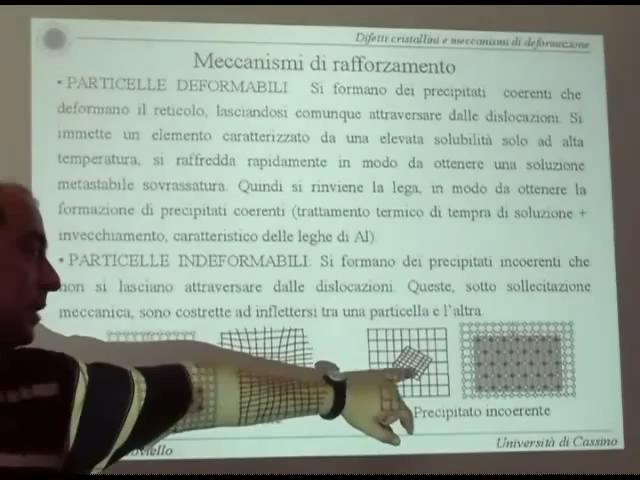 Difetti cristallini e meccanismi di deformazione
Meccanismi di rafforzamento
• PARTICELLE DEFORMABILI Si formano dei precipitati coerenti che
deformano il reticolo, lasciandosi comunque attraversare dalle dislocazioni. Si
immette un elemento caratterizzato da una elevata solubilità solo ad alta
temperatura, si raffredda rapidamente in modo da ottenere una soluzione
metastabile sovrassatura. Quindi si rinviene la lega, in modo da ottenere la
formazione di precipitati coerenti (trattamento termico di tempra di soluzione +
invecchiamento, caratteristico delle leghe di Al)
• PARTICELLE INDEFORMABILI: Si formano dei precipitati incoerenti che
non si lasciano attraversare dalle dislocazioni. Queste, sotto sollecitazione
meccanica, sono costrette ad inflettersi tra una particella e l'altra.
Precipitato incoerente
Università di Cassino